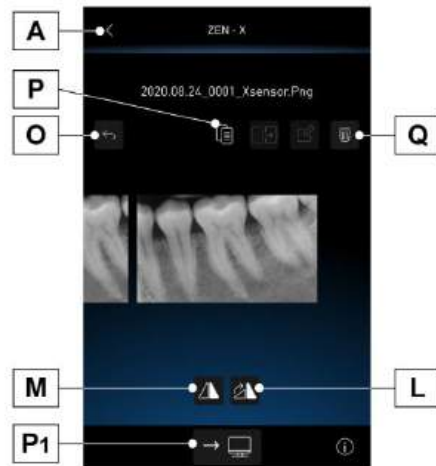 A
ZEN - X
P
2020.08.24_0001_Xsensor.Png
O
Q
M
L
P1